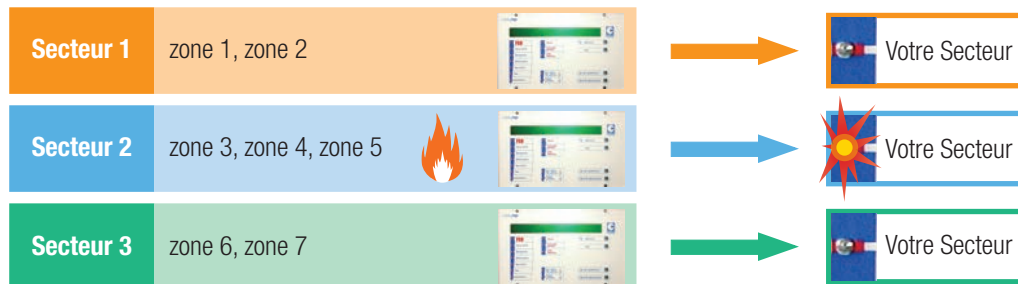 Secteur 1 zone 1, zone 2 Votre Secteur
Secteur 2 zone 3, zone 4, zone 5 Votre Secteur
Secteur 3 zone 6, zone 7 Votre Secteur